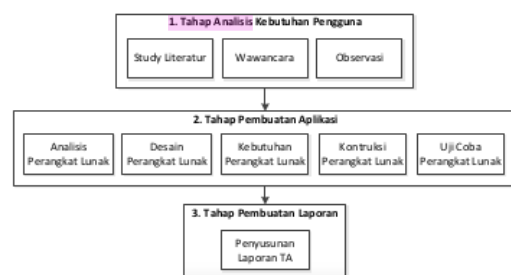 1. Tahap Analisis Kebutuhan Pengguna
Study Literatur
Wawancara
Observasi
2. Tahap Pembuatan Aplikasi
Analisis
Perangkat Lunak
Desain
Perangkat Lunak
Kebutuhan
Perangkat Lunak
Kontruksi
Perangkat Lunak
Uji Coba
Perangkat Lunak
3. Tahap Pembuatan Laporan
Penyusunan
Laporan TA